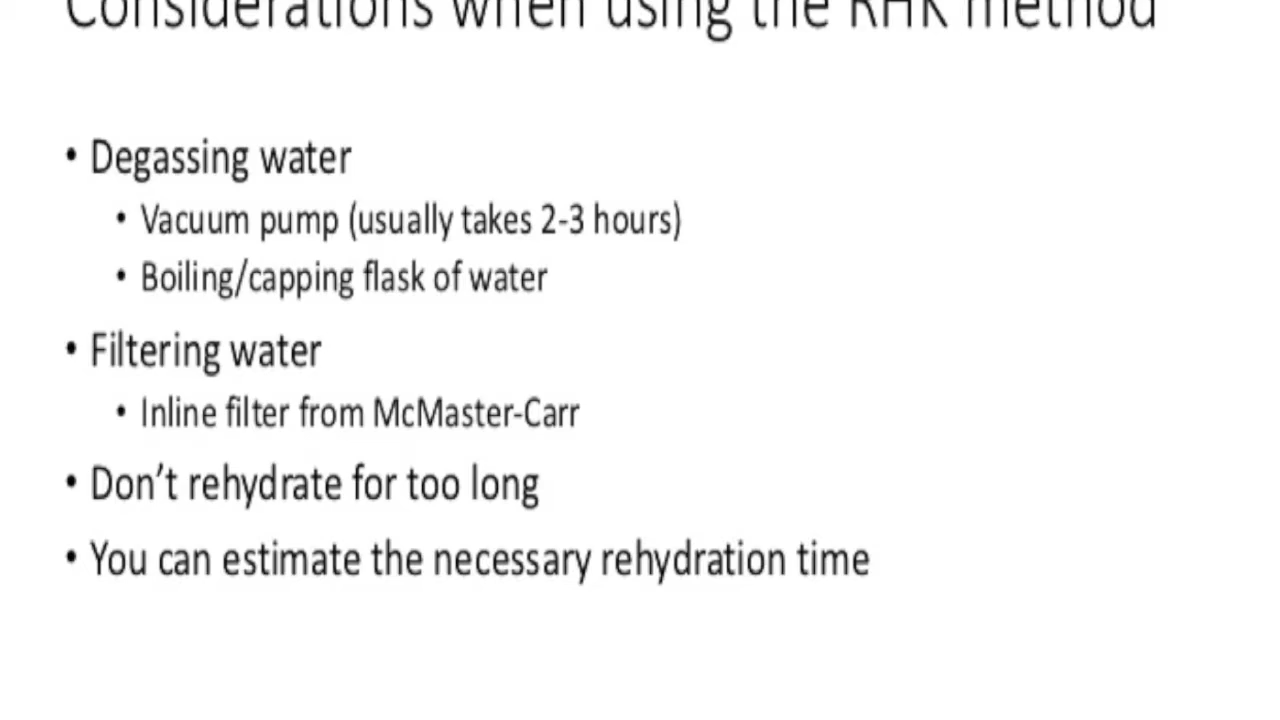 Considerations when using the RHK method
• Degassing water
• Vacuum pump (usually takes 2-3 hours)
• Boiling/capping flask of water
• Filtering water
• Inline filter from McMaster-Carr
• Don’t rehydrate for too long
• You can estimate the necessary rehydration time